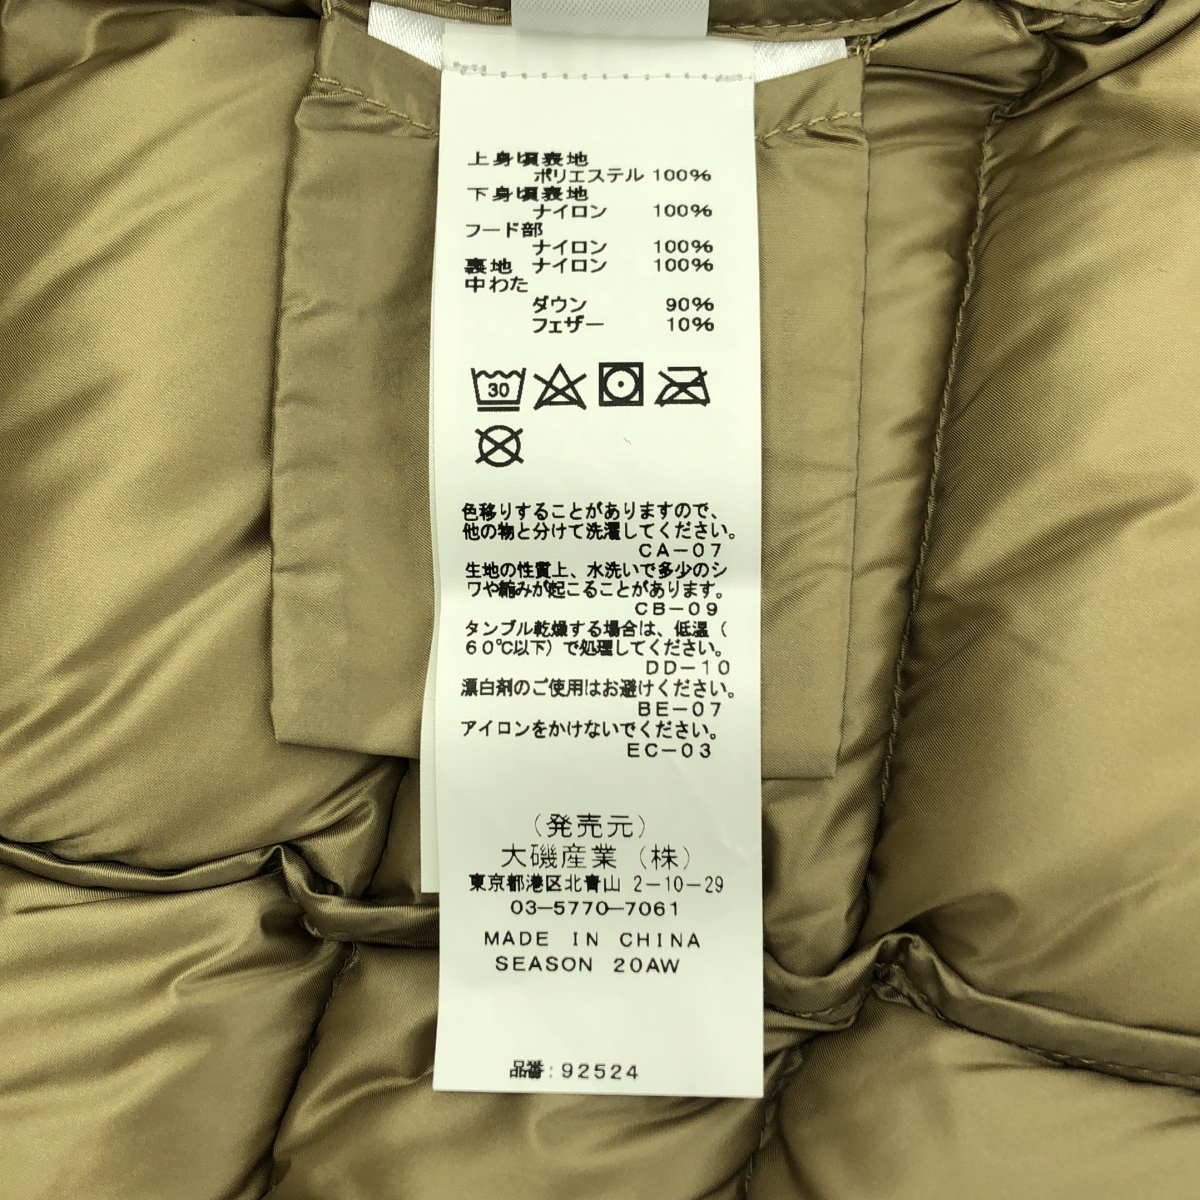 上身頃表地
ポリエステル 100%
下身頃表地
ナイロン 100%
フード部
ナイロン 100%
裏地 ナイロン 100%
中わた
ダウン 90%
フェザー 10%
30
色移りすることがありますので、
他の物と分けて洗濯してください。
CA-07
生地の性質上、水洗いで多少のシ
ワや縮みが起こることがあります。
CB-09
タンブル乾燥する場合は、低温(
60℃以下)で処理してください。
DD-10
漂白剤のご使用はお避けください。
BE-07
アイロンをかけないでください。
EC-03
(発売元)
大磯産業(株)
東京都港区北青山 2-10-29
03-5770-7061
MADE IN CHINA
SEASON 20AW
品番: 92524